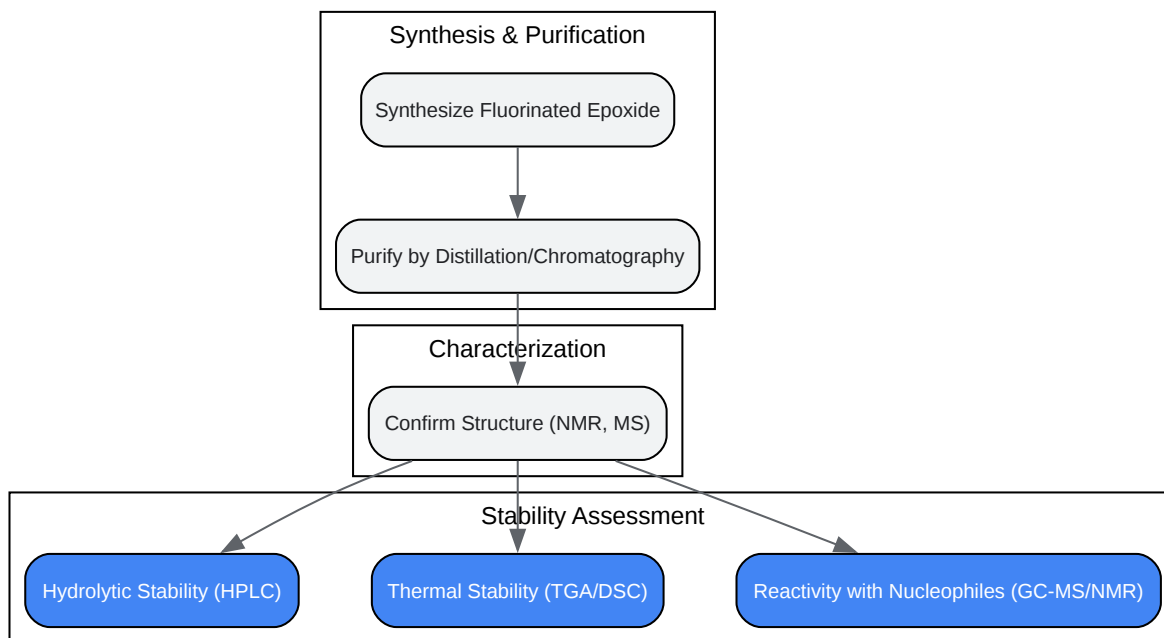 Synthesis & Purification
Synthesize Fluorinated Epoxide
Purify by Distillation/Chromatography
Characterization
Confirm Structure (NMR, MS)
Stability Assessment
Hydrolytic Stability (HPLC)
Thermal Stability (TGA/DSC)
Reactivity with Nucleophiles (GC-MS/NMR)